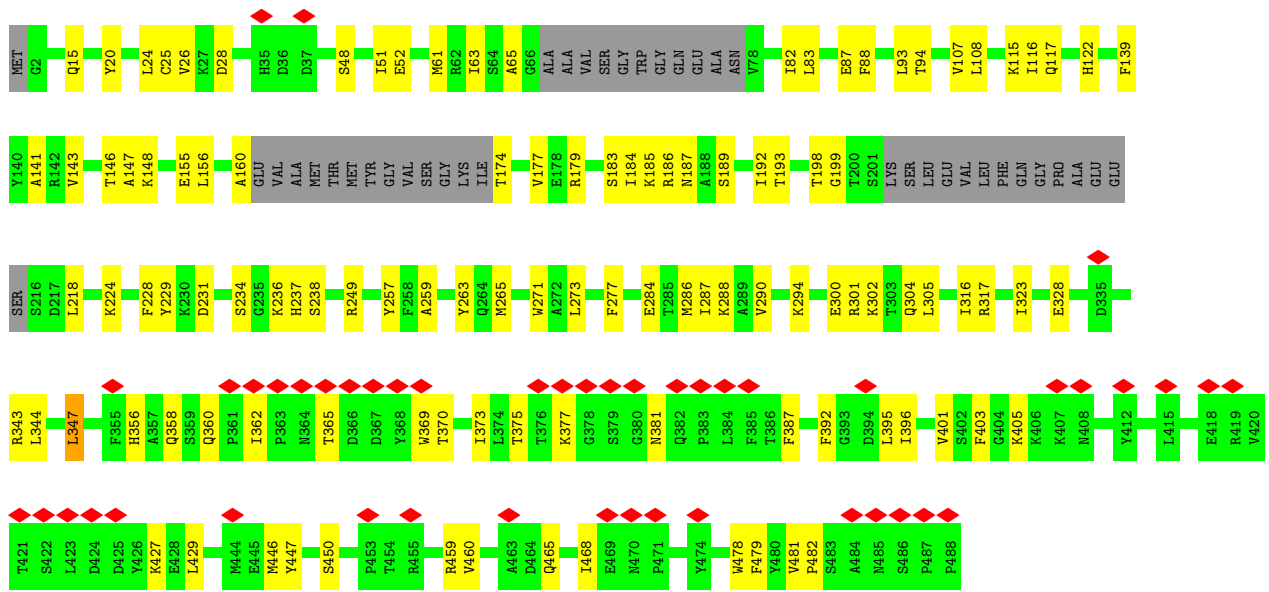 MET G2 Q15 Y20 L24 C25 V26 K27 D28 H35 D36 D37 S48 I51 E52 M61 R62 I63 S64 A65 G66 ALA ALA VAL SER GLY TRP GLY GLN GLU ALA ASN V78 I82 L83 E87 F88 L93 T94 V107 L108 K115 I116 Q117 H122 F139
Y140 A141 R142 V143 T146 A147 K148 E155 L156 A160 GLU VAL ALA MET THR MET TYR GLY VAL SER GLY LYS ILE T174 V177 E178 R179 S183 I184 K185 R186 N187 A188 S189 I192 T193 T198 G199 T200 S201 LYS SER LEU GLU VAL LEU PHE GLN GLY PRO ALA GLU GLU
SER S216 D217 L218 K224 F228 Y229 K230 D231 S234 G235 K236 H237 S238 R249 Y257 F258 A259 Y263 Q264 M265 W271 A272 L273 F277 E284 T285 M286 I287 K288 A289 V290 K294 E300 R301 K302 T303 Q304 L305 I316 R317 I323 E328 D335
R343 L344 L347 F355 H356 A357 Q358 S359 Q360 P361 I362 P363 N364 T365 D366 D367 Y368 W369 T370 I373 L374 T375 T376 K377 G378 S379 G380 N381 Q382 P383 L384 F385 T386 F387 F392 G393 D394 L395 I396 V401 S402 F403 G404 K405 K406 K407 N408 Y412 L415 E418 R419 V420
T421 S422 L423 D424 D425 Y426 K427 E428 L429 M444 E445 M446 Y447 S450 P453 T454 R455 R459 V460 A463 D464 Q465 I468 E469 N470 P471 Y474 W478 F479 Y480 V481 P482 S483 A484 N485 S486 P487 P488